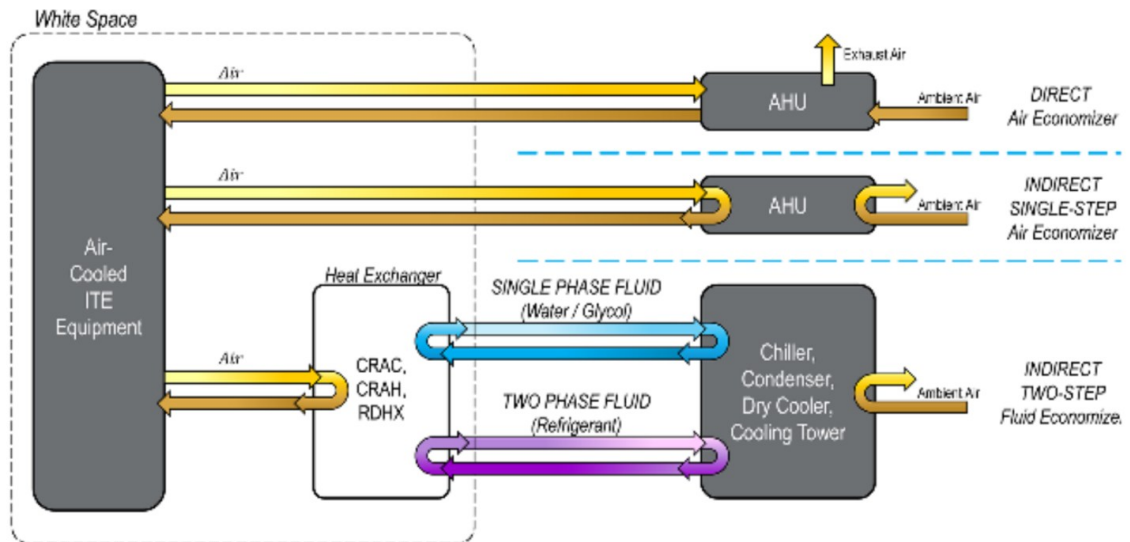 White Space
Air
Exhaust Air
AHU
Ambient Air
DIRECT
Air Economizer
Air
AHU
Ambient Air
INDIRECT
SINGLE-STEP
Air Economizer
Air-
Cooled
ITE
Equipment
Heat Exchanger
SINGLE PHASE FLUID
(Water / Glycol)
Air
CRAC,
CRAH,
RDHX
TWO PHASE FLUID
(Refrigerant)
Chiller,
Condenser,
Dry Cooler,
Cooling Tower
Ambient Air
INDIRECT
TWO-STEP
Fluid Economize